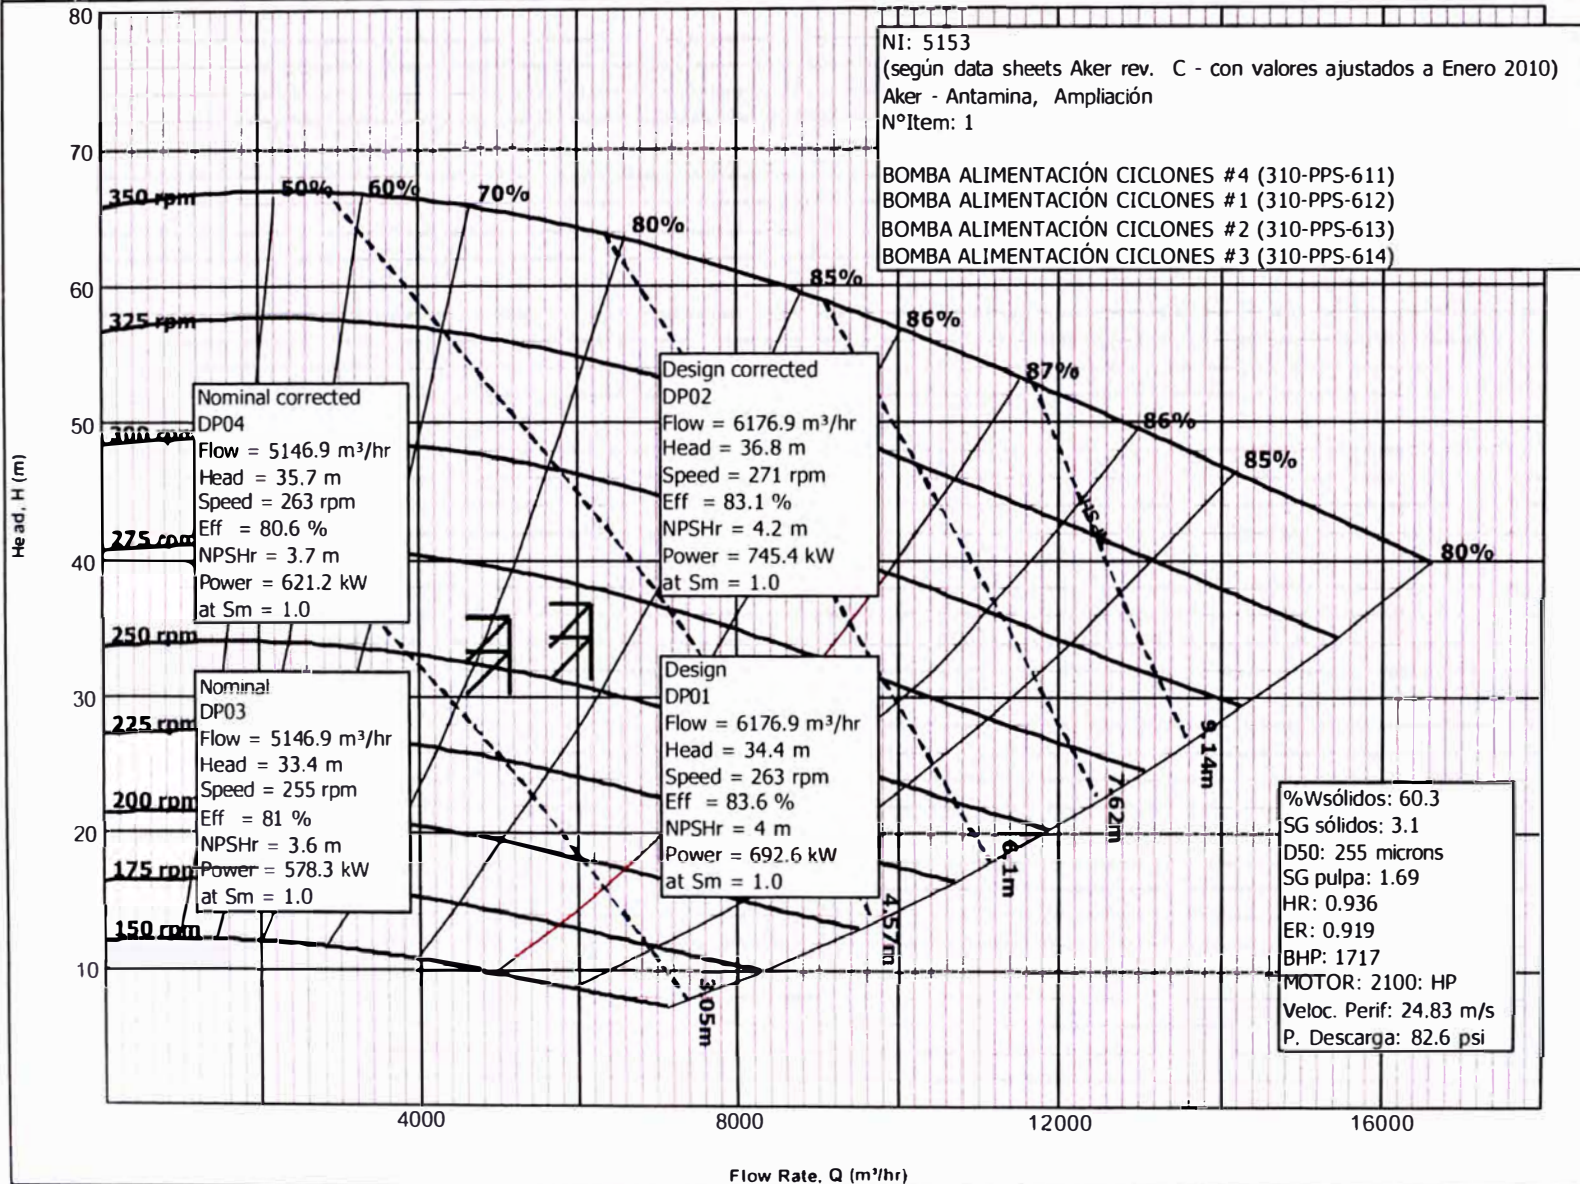 80
70
60
50
40
30
20
10
Head, H (m)
NI: 5153
(según data sheets Aker rev. C - con valores ajustados a Enero 2010)
Aker - Antamina, Ampliación
N°Item: 1
BOMBA ALIMENTACIÓN CICLONES #4 (310-PPS-611)
BOMBA ALIMENTACIÓN CICLONES #1 (310-PPS-612)
BOMBA ALIMENTACIÓN CICLONES #2 (310-PPS-613)
BOMBA ALIMENTACIÓN CICLONES #3 (310-PPS-614)
350 rpm
50%
60%
70%
80%
85%
86%
87%
86%
85%
80%
325 rpm
300 rpm
275 rpm
250 rpm
225 rpm
200 rpm
175 rpm
150 rpm
Nominal corrected
DP04
Flow = 5146.9 m³/hr
Head = 35.7 m
Speed = 263 rpm
Eff = 80.6 %
NPSHr = 3.7 m
Power = 621.2 kW
at Sm = 1.0
Design corrected
DP02
Flow = 6176.9 m³/hr
Head = 36.8 m
Speed = 271 rpm
Eff = 83.1 %
NPSHr = 4.2 m
Power = 745.4 kW
at Sm = 1.0
Nominal
DP03
Flow = 5146.9 m³/hr
Head = 33.4 m
Speed = 255 rpm
Eff = 81 %
NPSHr = 3.6 m
Power = 578.3 kW
at Sm = 1.0
Design
DP01
Flow = 6176.9 m³/hr
Head = 34.4 m
Speed = 263 rpm
Eff = 83.6 %
NPSHr = 4 m
Power = 692.6 kW
at Sm = 1.0
3.05m
4.57m
6.1m
7.62m
9.14m
%Wsólidos: 60.3
SG sólidos: 3.1
D50: 255 microns
SG pulpa: 1.69
HR: 0.936
ER: 0.919
BHP: 1717
MOTOR: 2100: HP
Veloc. Perif: 24.83 m/s
P. Descarga: 82.6 psi
4000
8000
12000
16000
Flow Rate, Q (m³/hr)